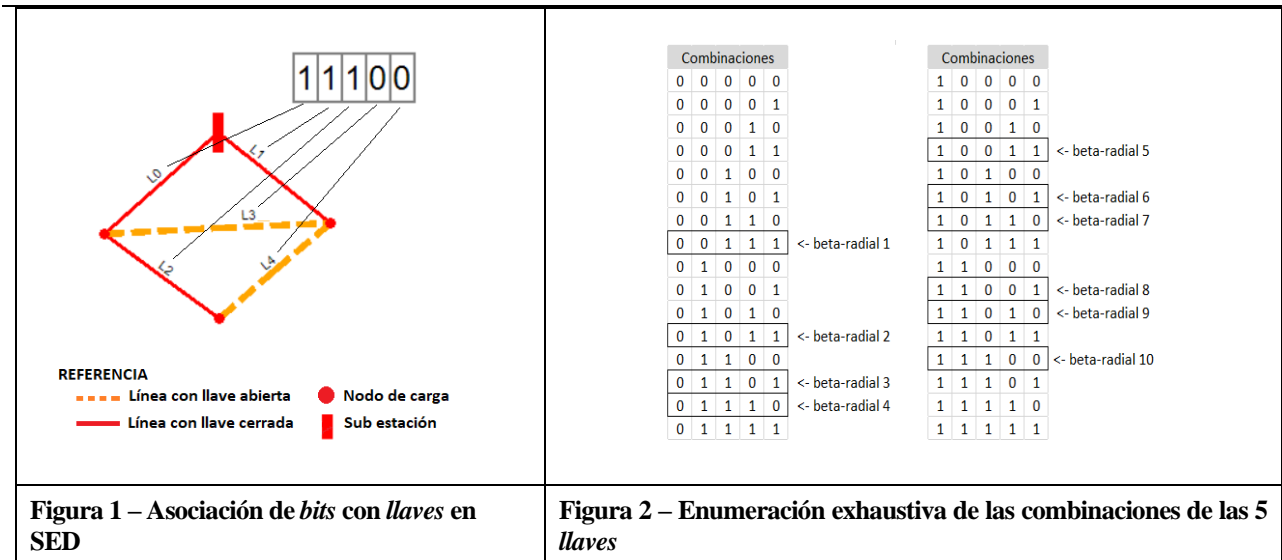 11100
L0
L1
L3
L2
L4
REFERENCIA
Línea con llave abierta
Nodo de carga
Línea con llave cerrada
Sub estación
Combinaciones
0 0 0 0 0
0 0 0 0 1
0 0 0 1 0
0 0 0 1 1
0 0 1 0 0
0 0 1 0 1
0 0 1 1 0
0 0 1 1 1 <- beta-radial 1
0 1 0 0 0
0 1 0 0 1
0 1 0 1 0
0 1 0 1 1 <- beta-radial 2
0 1 1 0 0
0 1 1 0 1 <- beta-radial 3
0 1 1 1 0 <- beta-radial 4
0 1 1 1 1
Combinaciones
1 0 0 0 0
1 0 0 0 1
1 0 0 1 0
1 0 0 1 1 <- beta-radial 5
1 0 1 0 0
1 0 1 0 1 <- beta-radial 6
1 0 1 1 0 <- beta-radial 7
1 0 1 1 1
1 1 0 0 0
1 1 0 0 1 <- beta-radial 8
1 1 0 1 0 <- beta-radial 9
1 1 0 1 1
1 1 1 0 0 <- beta-radial 10
1 1 1 0 1
1 1 1 1 0
1 1 1 1 1
Figura 1 – Asociación de bits con llaves en
SED
Figura 2 – Enumeración exhaustiva de las combinaciones de las 5
llaves